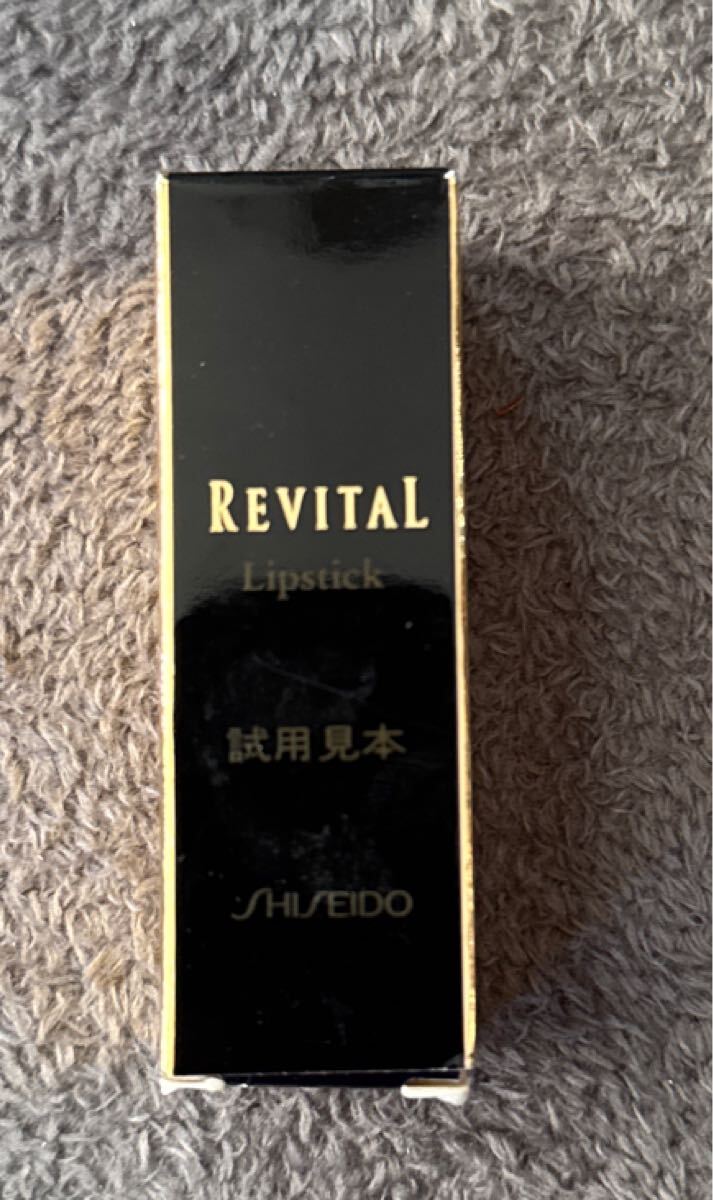 REVITAL
Lipstick
試用見本
SHISEIDO